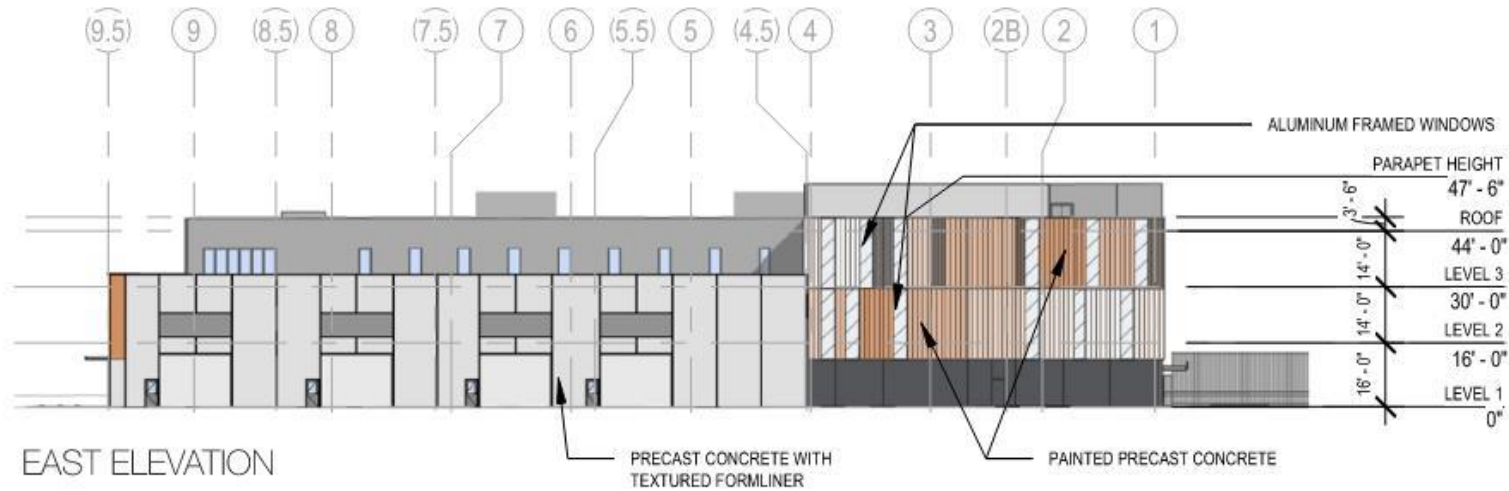 (9.5) 9 (8.5) 8 (7.5) 7 6 (5.5) 5 (4.5) 4 3 (2B) 2 1
ALUMINUM FRAMED WINDOWS
PARAPET HEIGHT
47' - 6"
3' - 6"
ROOF
44' - 0"
14' - 0"
LEVEL 3
30' - 0"
14' - 0"
LEVEL 2
16' - 0"
16' - 0"
LEVEL 1
0"
EAST ELEVATION
PRECAST CONCRETE WITH
TEXTURED FORMLINER
PAINTED PRECAST CONCRETE